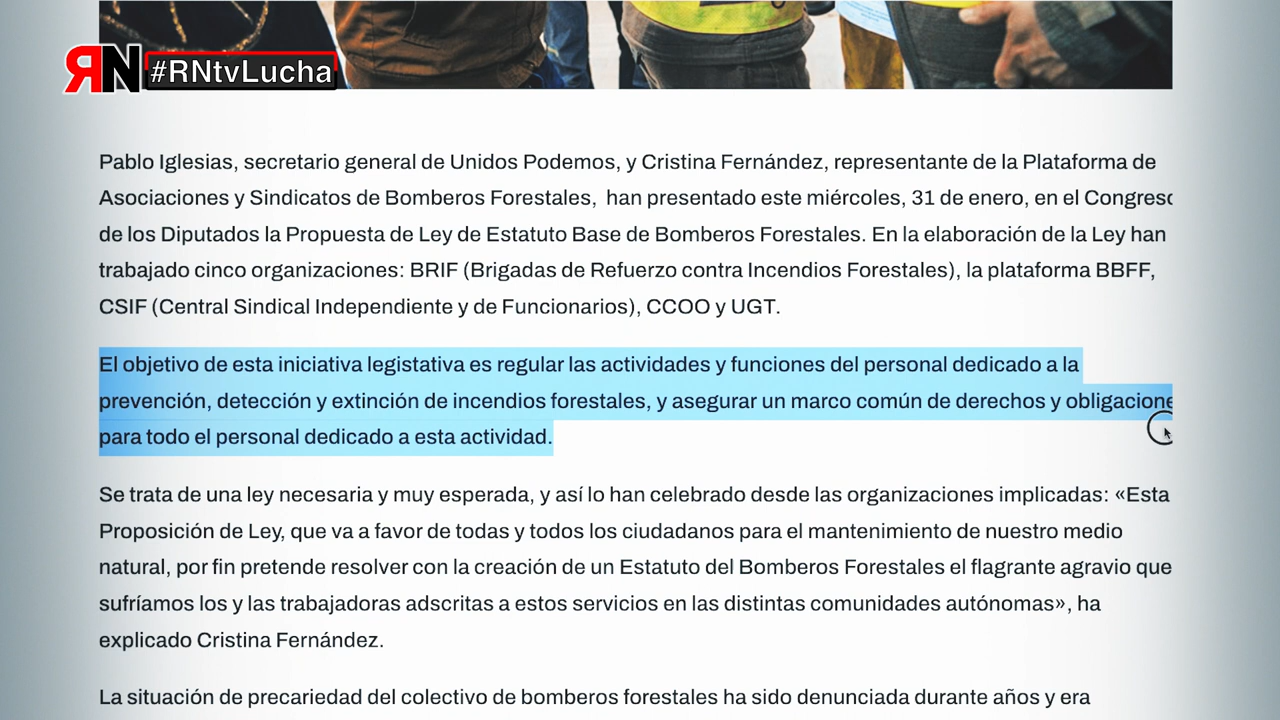 RN #RNtvLucha
Pablo Iglesias, secretario general de Unidos Podemos, y Cristina Fernández, representante de la Plataforma de
Asociaciones y Sindicatos de Bomberos Forestales, han presentado este miércoles, 31 de enero, en el Congreso
de los Diputados la Propuesta de Ley de Estatuto Base de Bomberos Forestales. En la elaboración de la Ley han
trabajado cinco organizaciones: BRIF (Brigadas de Refuerzo contra Incendios Forestales), la plataforma BBFF,
CSIF (Central Sindical Independiente y de Funcionarios), CCOO y UGT.
El objetivo de esta iniciativa legistativa es regular las actividades y funciones del personal dedicado a la
prevención, detección y extinción de incendios forestales, y asegurar un marco común de derechos y obligacione
para todo el personal dedicado a esta actividad.
Se trata de una ley necesaria y muy esperada, y así lo han celebrado desde las organizaciones implicadas: «Esta
Proposición de Ley, que va a favor de todas y todos los ciudadanos para el mantenimiento de nuestro medio
natural, por fin pretende resolver con la creación de un Estatuto del Bomberos Forestales el flagrante agravio que
sufríamos los y las trabajadoras adscritas a estos servicios en las distintas comunidades autónomas», ha
explicado Cristina Fernández.
La situación de precariedad del colectivo de bomberos forestales ha sido denunciada durante años y era